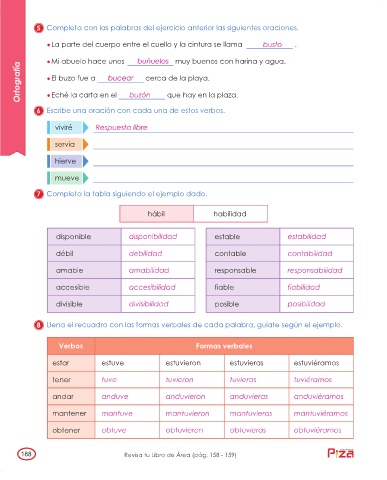 Ortografía
5 Completa con las palabras del ejercicio anterior las siguientes oraciones.
• La parte del cuerpo entre el cuello y la cintura se llama busto .
• Mi abuelo hace unos buñuelos muy buenos con harina y agua.
• El buzo fue a bucear cerca de la playa.
• Eché la carta en el buzón que hay en la plaza.
6 Escribe una oración con cada una de estos verbos.
viviré Respuesta libre
servía
hierve
mueve
7 Completa la tabla siguiendo el ejemplo dado.
hábil habilidad
disponible disponibilidad estable estabilidad
débil debilidad contable contabilidad
amable amabilidad responsable responsabilidad
accesible accesibilidad fiable fiabilidad
divisible divisibilidad posible posibilidad
8 Llena el recuadro con las formas verbales de cada palabra, guíate según el ejemplo.
Verbos Formas verbales
estar estuve estuvieron estuvieras estuviéramos
tener tuve tuvieron tuvieras tuviéramos
andar anduve anduvieron anduvieras anduviéramos
mantener mantuve mantuvieron mantuvieras mantuviéramos
obtener obtuve obtuvieron obtuvieras obtuviéramos
188 Revisa tu Libro de Área (pág. 158 - 159) Piza